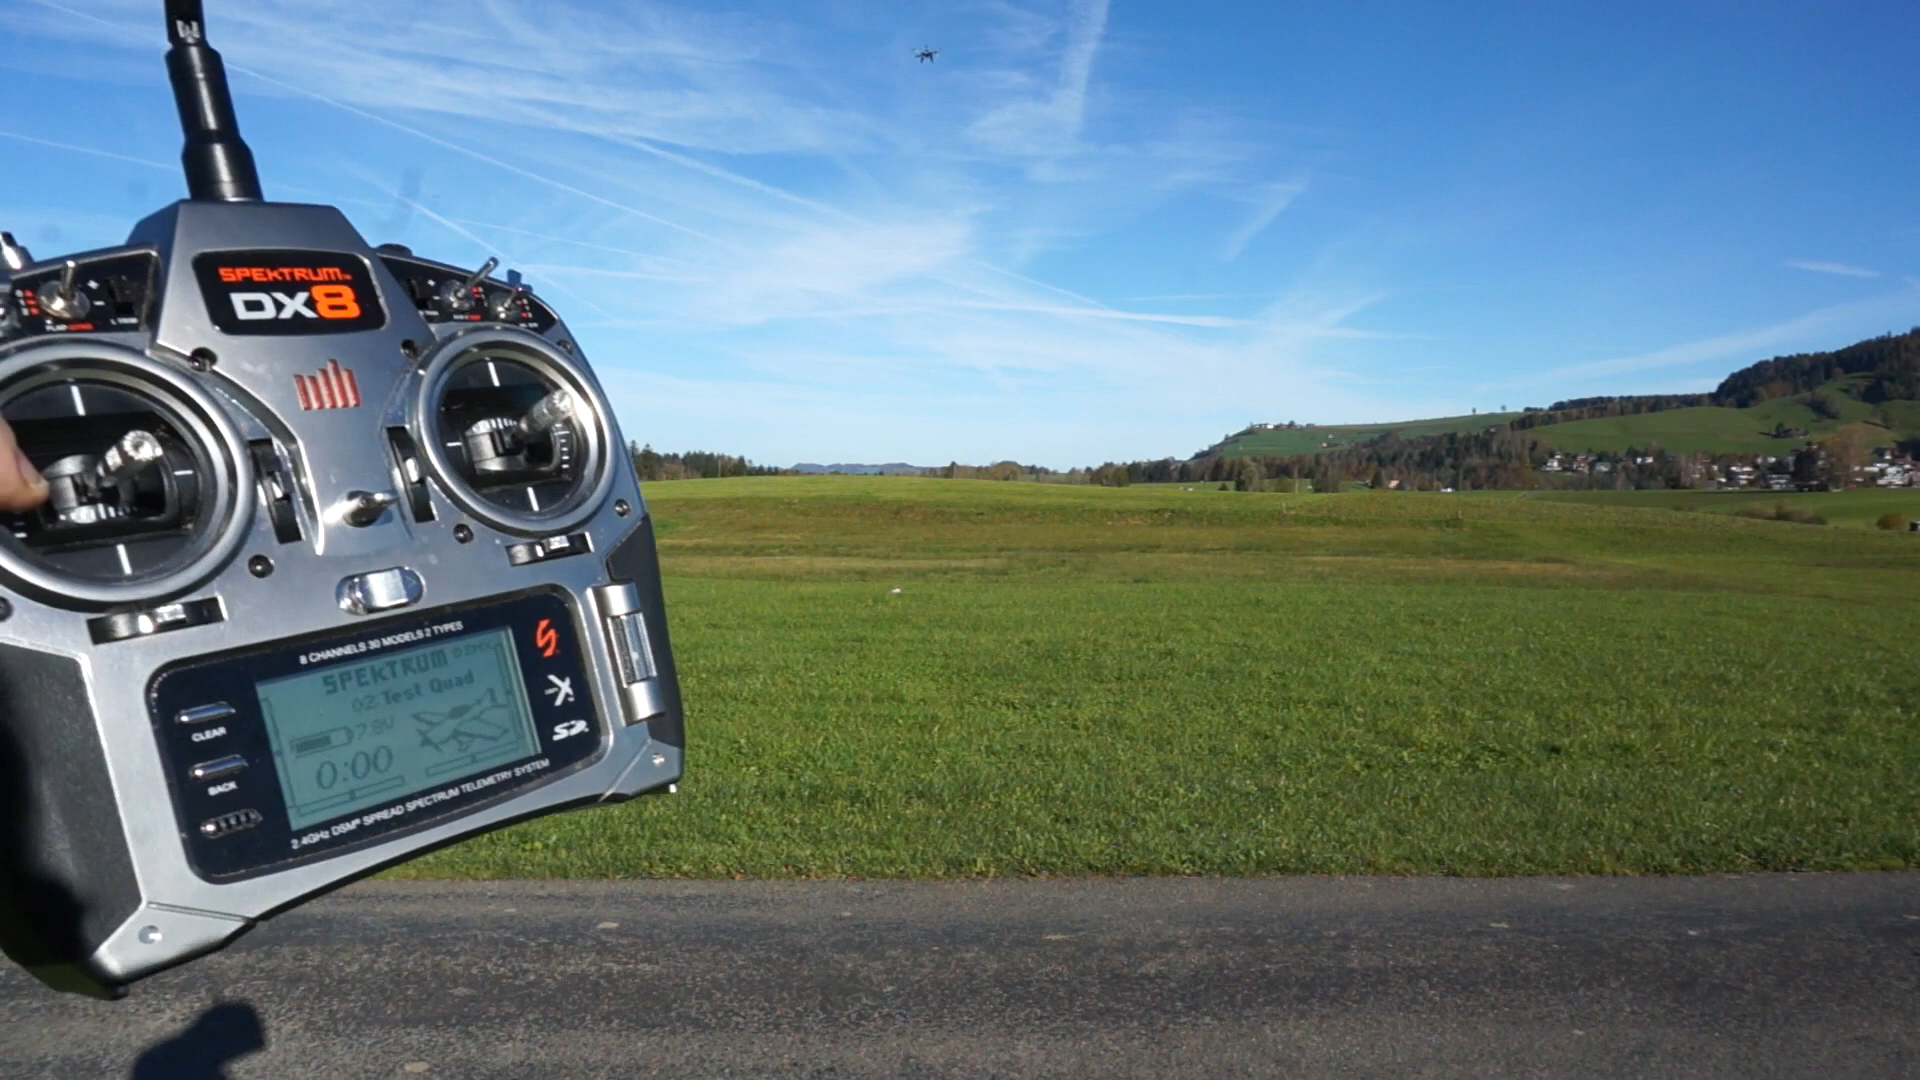 SPEKTRUM
DX8
8 CHANNELS 30 MODELS 2 TYPES
SPEKTRUM
02:Test Quad
7.8V
0:00
CLEAR
BACK
2.4GHz DSM® SPREAD SPECTRUM TELEMETRY SYSTEM